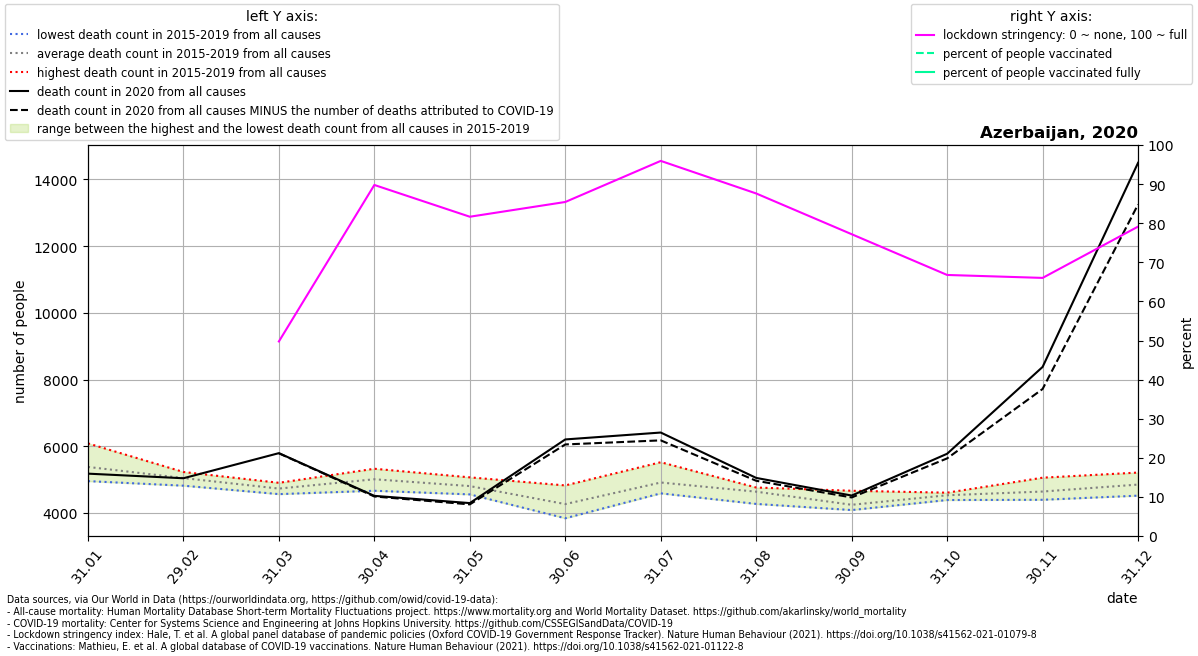 left Y axis:
lowest death count in 2015-2019 from all causes
average death count in 2015-2019 from all causes
highest death count in 2015-2019 from all causes
death count in 2020 from all causes
death count in 2020 from all causes MINUS the number of deaths attributed to COVID-19
range between the highest and the lowest death count from all causes in 2015-2019
right Y axis:
lockdown stringency: 0 ~ none, 100 ~ full
percent of people vaccinated
percent of people vaccinated fully
Azerbaijan, 2020
number of people
14000
12000
10000
8000
6000
4000
100
90
80
70
60
50
40
30
20
10
0
percent
31.01
29.02
31.03
30.04
31.05
30.06
31.07
31.08
30.09
31.10
30.11
31.12
date
Data sources, via Our World in Data (https://ourworldindata.org, https://github.com/owid/covid-19-data):
- All-cause mortality: Human Mortality Database Short-term Mortality Fluctuations project. https://www.mortality.org and World Mortality Dataset. https://github.com/akarlinsky/world_mortality
- COVID-19 mortality: Center for Systems Science and Engineering at Johns Hopkins University. https://github.com/CSSEGISandData/COVID-19
- Lockdown stringency index: Hale, T. et al. A global panel database of pandemic policies (Oxford COVID-19 Government Response Tracker). Nature Human Behaviour (2021). https://doi.org/10.1038/s41562-021-01079-8
- Vaccinations: Mathieu, E. et al. A global database of COVID-19 vaccinations. Nature Human Behaviour (2021). https://doi.org/10.1038/s41562-021-01122-8